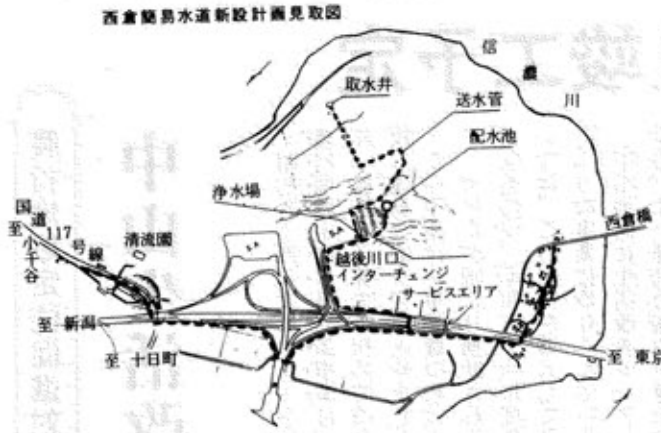 西倉簡易水道新設計画見取図
信濃川
取水井
送水管
配水池
浄水場
西倉橋
国道117号線
至小千谷
清流園
S.A
S.A
越後川口
インターチェンジ
サービスエリア
至 新潟
至 十日町
至 東京